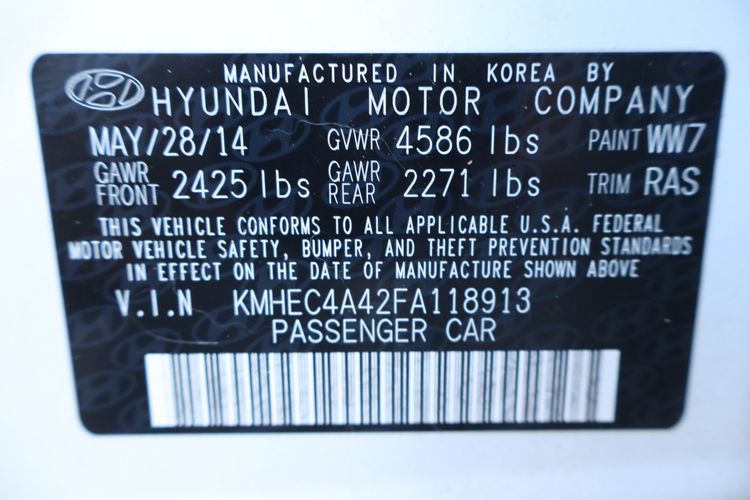 MANUFACTURED IN KOREA BY
HYUNDAI MOTOR COMPANY
MAY/28/14 GVWR 4586 lbs PAINT WW7
GAWR FRONT 2425 lbs GAWR REAR 2271 lbs TRIM RAS
THIS VEHICLE CONFORMS TO ALL APPLICABLE U.S.A. FEDERAL
MOTOR VEHICLE SAFETY, BUMPER, AND THEFT PREVENTION STANDARDS
IN EFFECT ON THE DATE OF MANUFACTURE SHOWN ABOVE
V.I.N KMHEC4A42FA118913
PASSENGER CAR